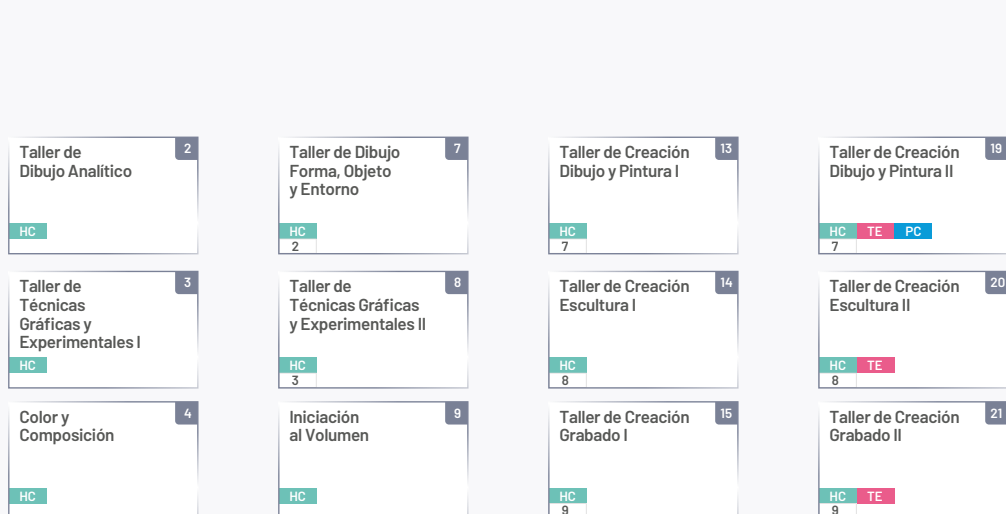 2
Taller de
Dibujo Analítico
HC
7
Taller de Dibujo
Forma, Objeto
y Entorno
HC
2
13
Taller de Creación
Dibujo y Pintura I
HC
7
19
Taller de Creación
Dibujo y Pintura II
HC TE PC
7
3
Taller de
Técnicas
Gráficas y
Experimentales I
HC
8
Taller de
Técnicas Gráficas
y Experimentales II
HC
3
14
Taller de Creación
Escultura I
HC
8
20
Taller de Creación
Escultura II
HC TE
8
4
Color y
Composición
HC
9
Iniciación
al Volumen
HC
15
Taller de Creación
Grabado I
HC
9
21
Taller de Creación
Grabado II
HC TE
9